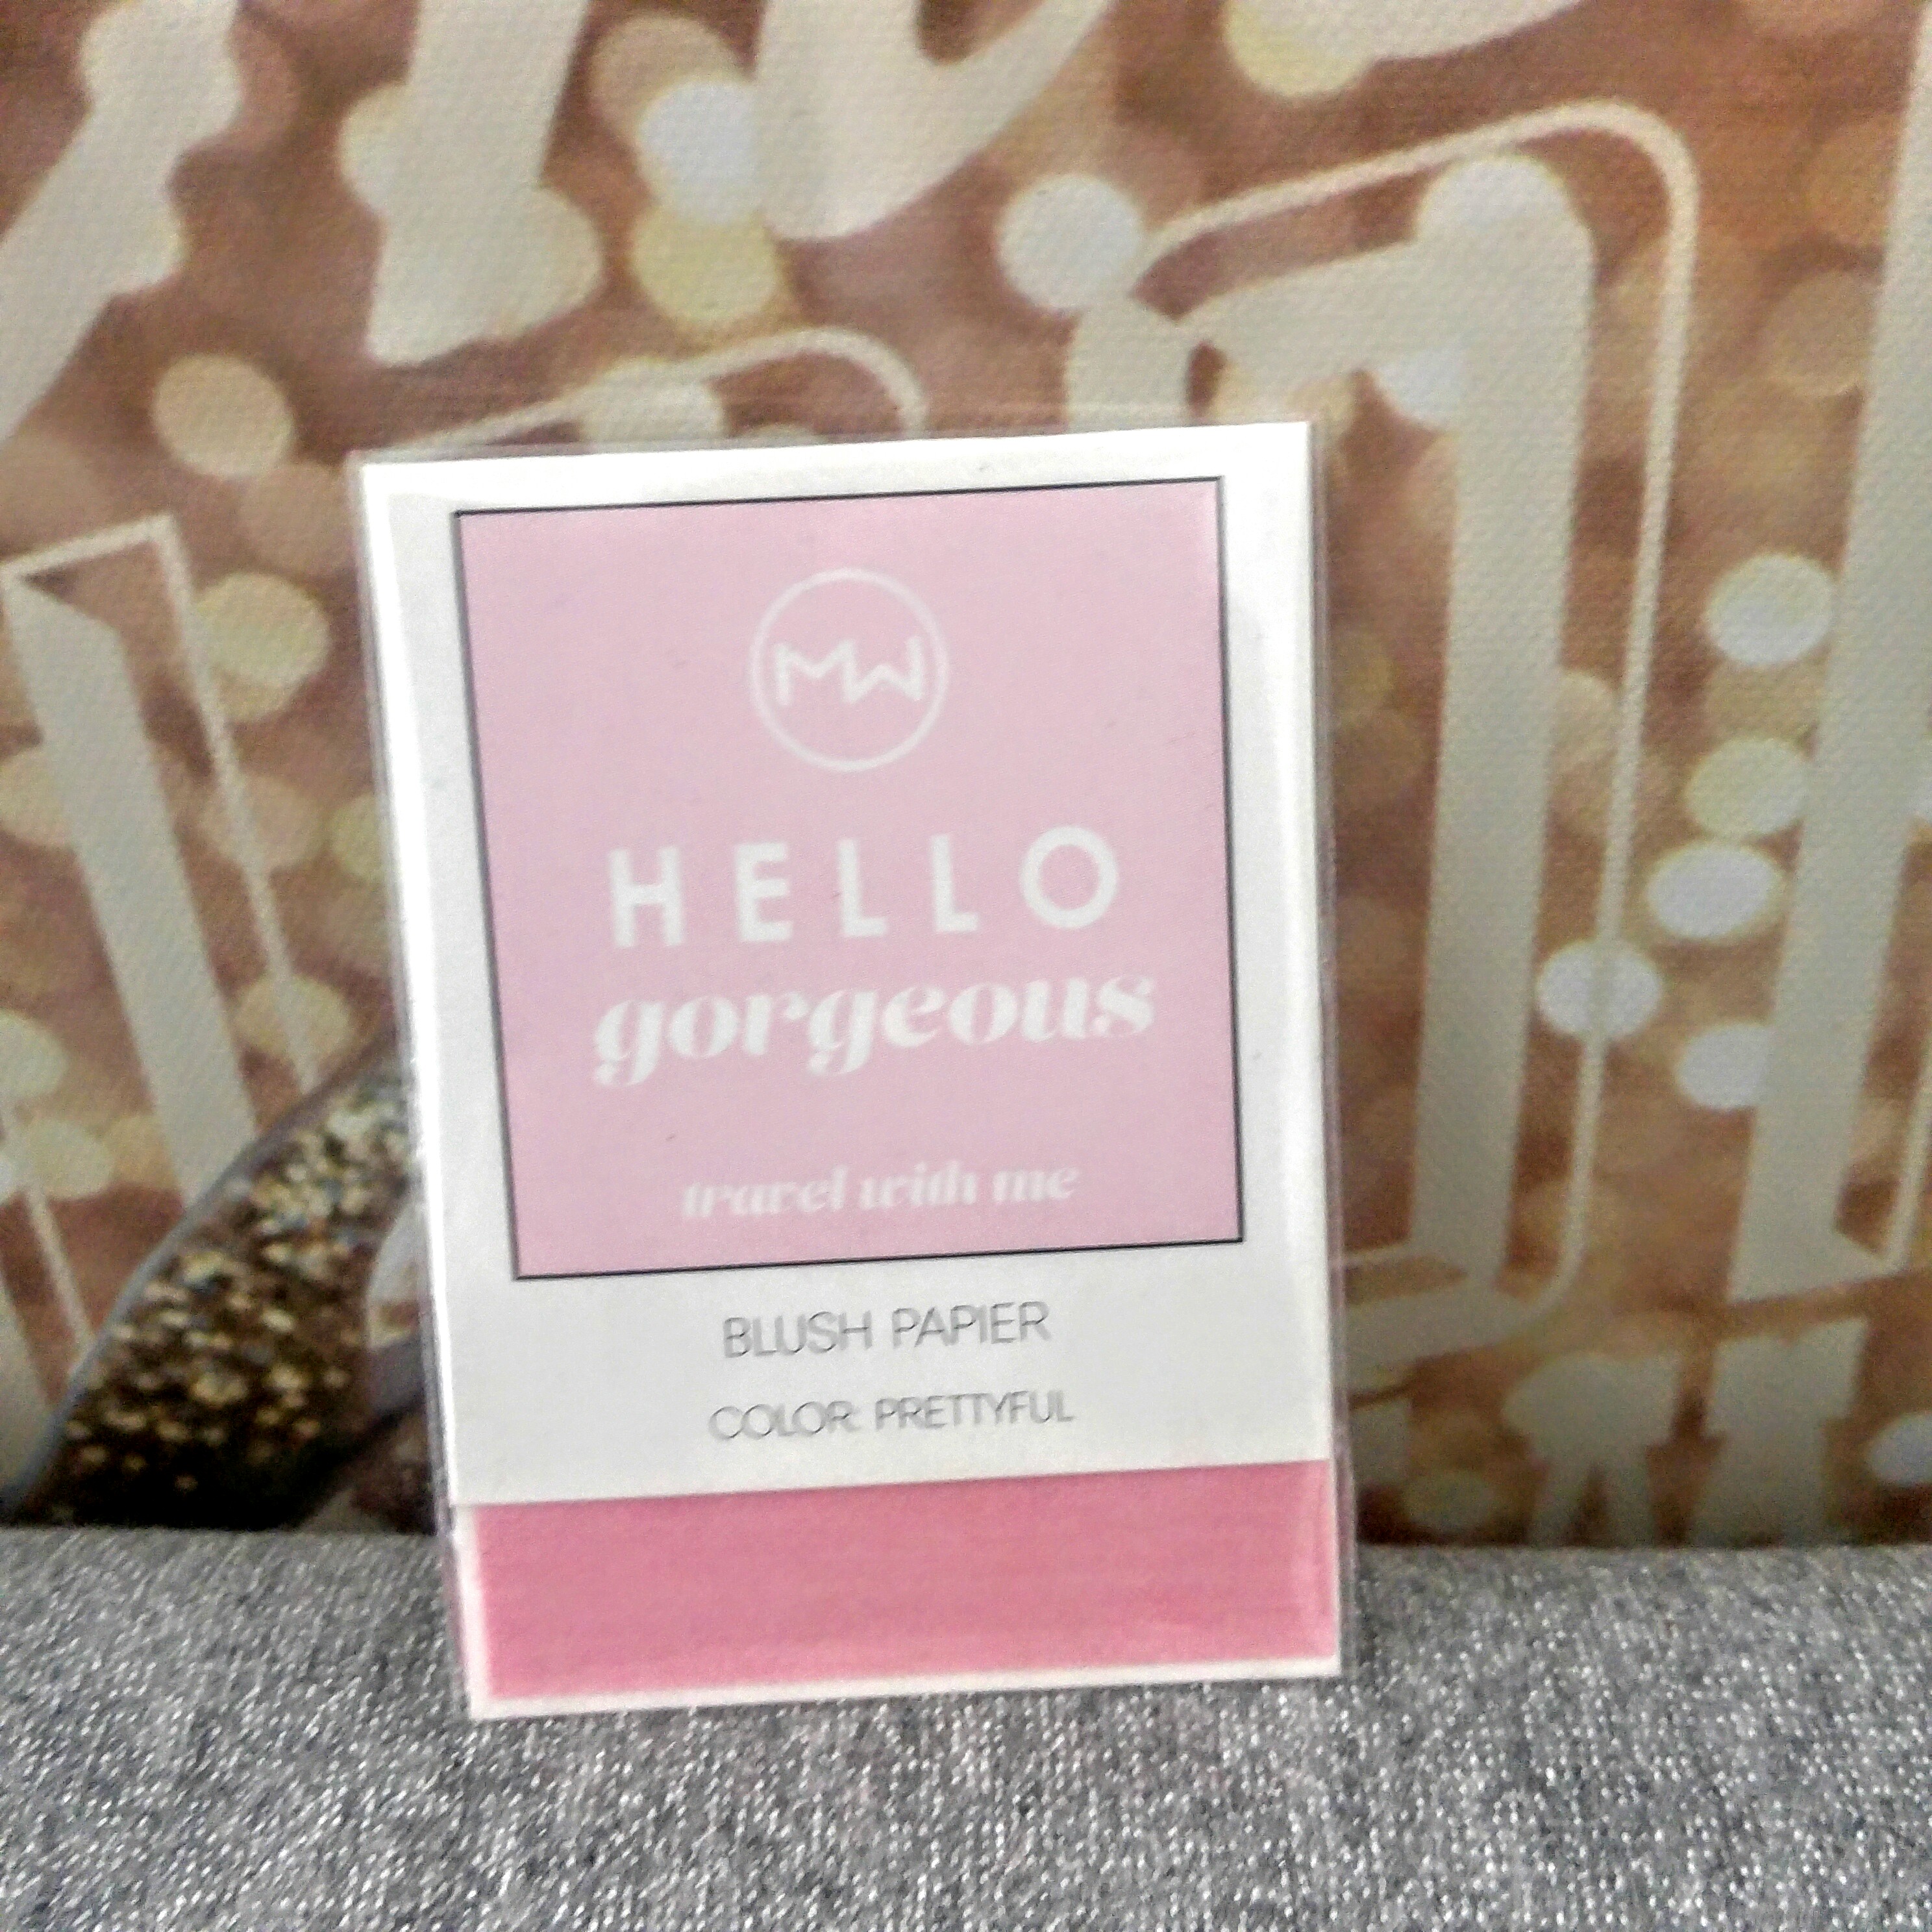 MW
HELLO
gorgeous
travel with me
BLUSH PAPIER
COLOR: PRETTYFUL